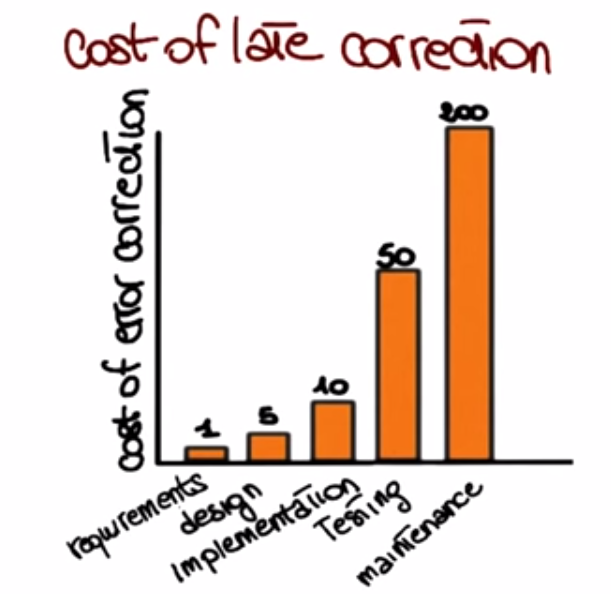 Cost of late correction
cost of error correction
200
50
10
5
1
requirements
design
Implementation
Testing
maintenance